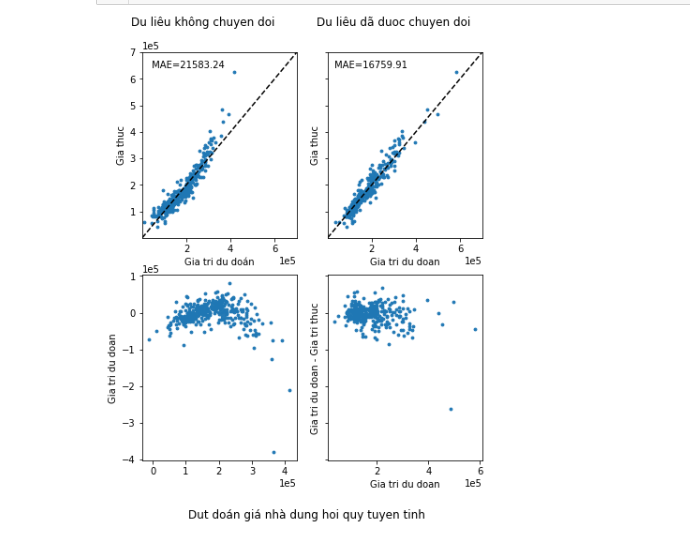 Du liêu không chuyen doi
Du liêu dã duoc chuyen doi
1e5
7
6
5
4
3
2
1
Gia thuc
MAE=21583.24
2
4
6
1e5
Gia tri du doán
Gia thuc
MAE=16759.91
2
4
6
1e5
Gia tri du doan
1e5
1
0
−1
−2
−3
−4
Gia tri du doan
0
1
2
3
4
1e5
Gia tri du doan - Gia tri thuc
2
4
6
1e5
Gia tri du doan
Dut doán giá nhà dung hoi quy tuyen tinh